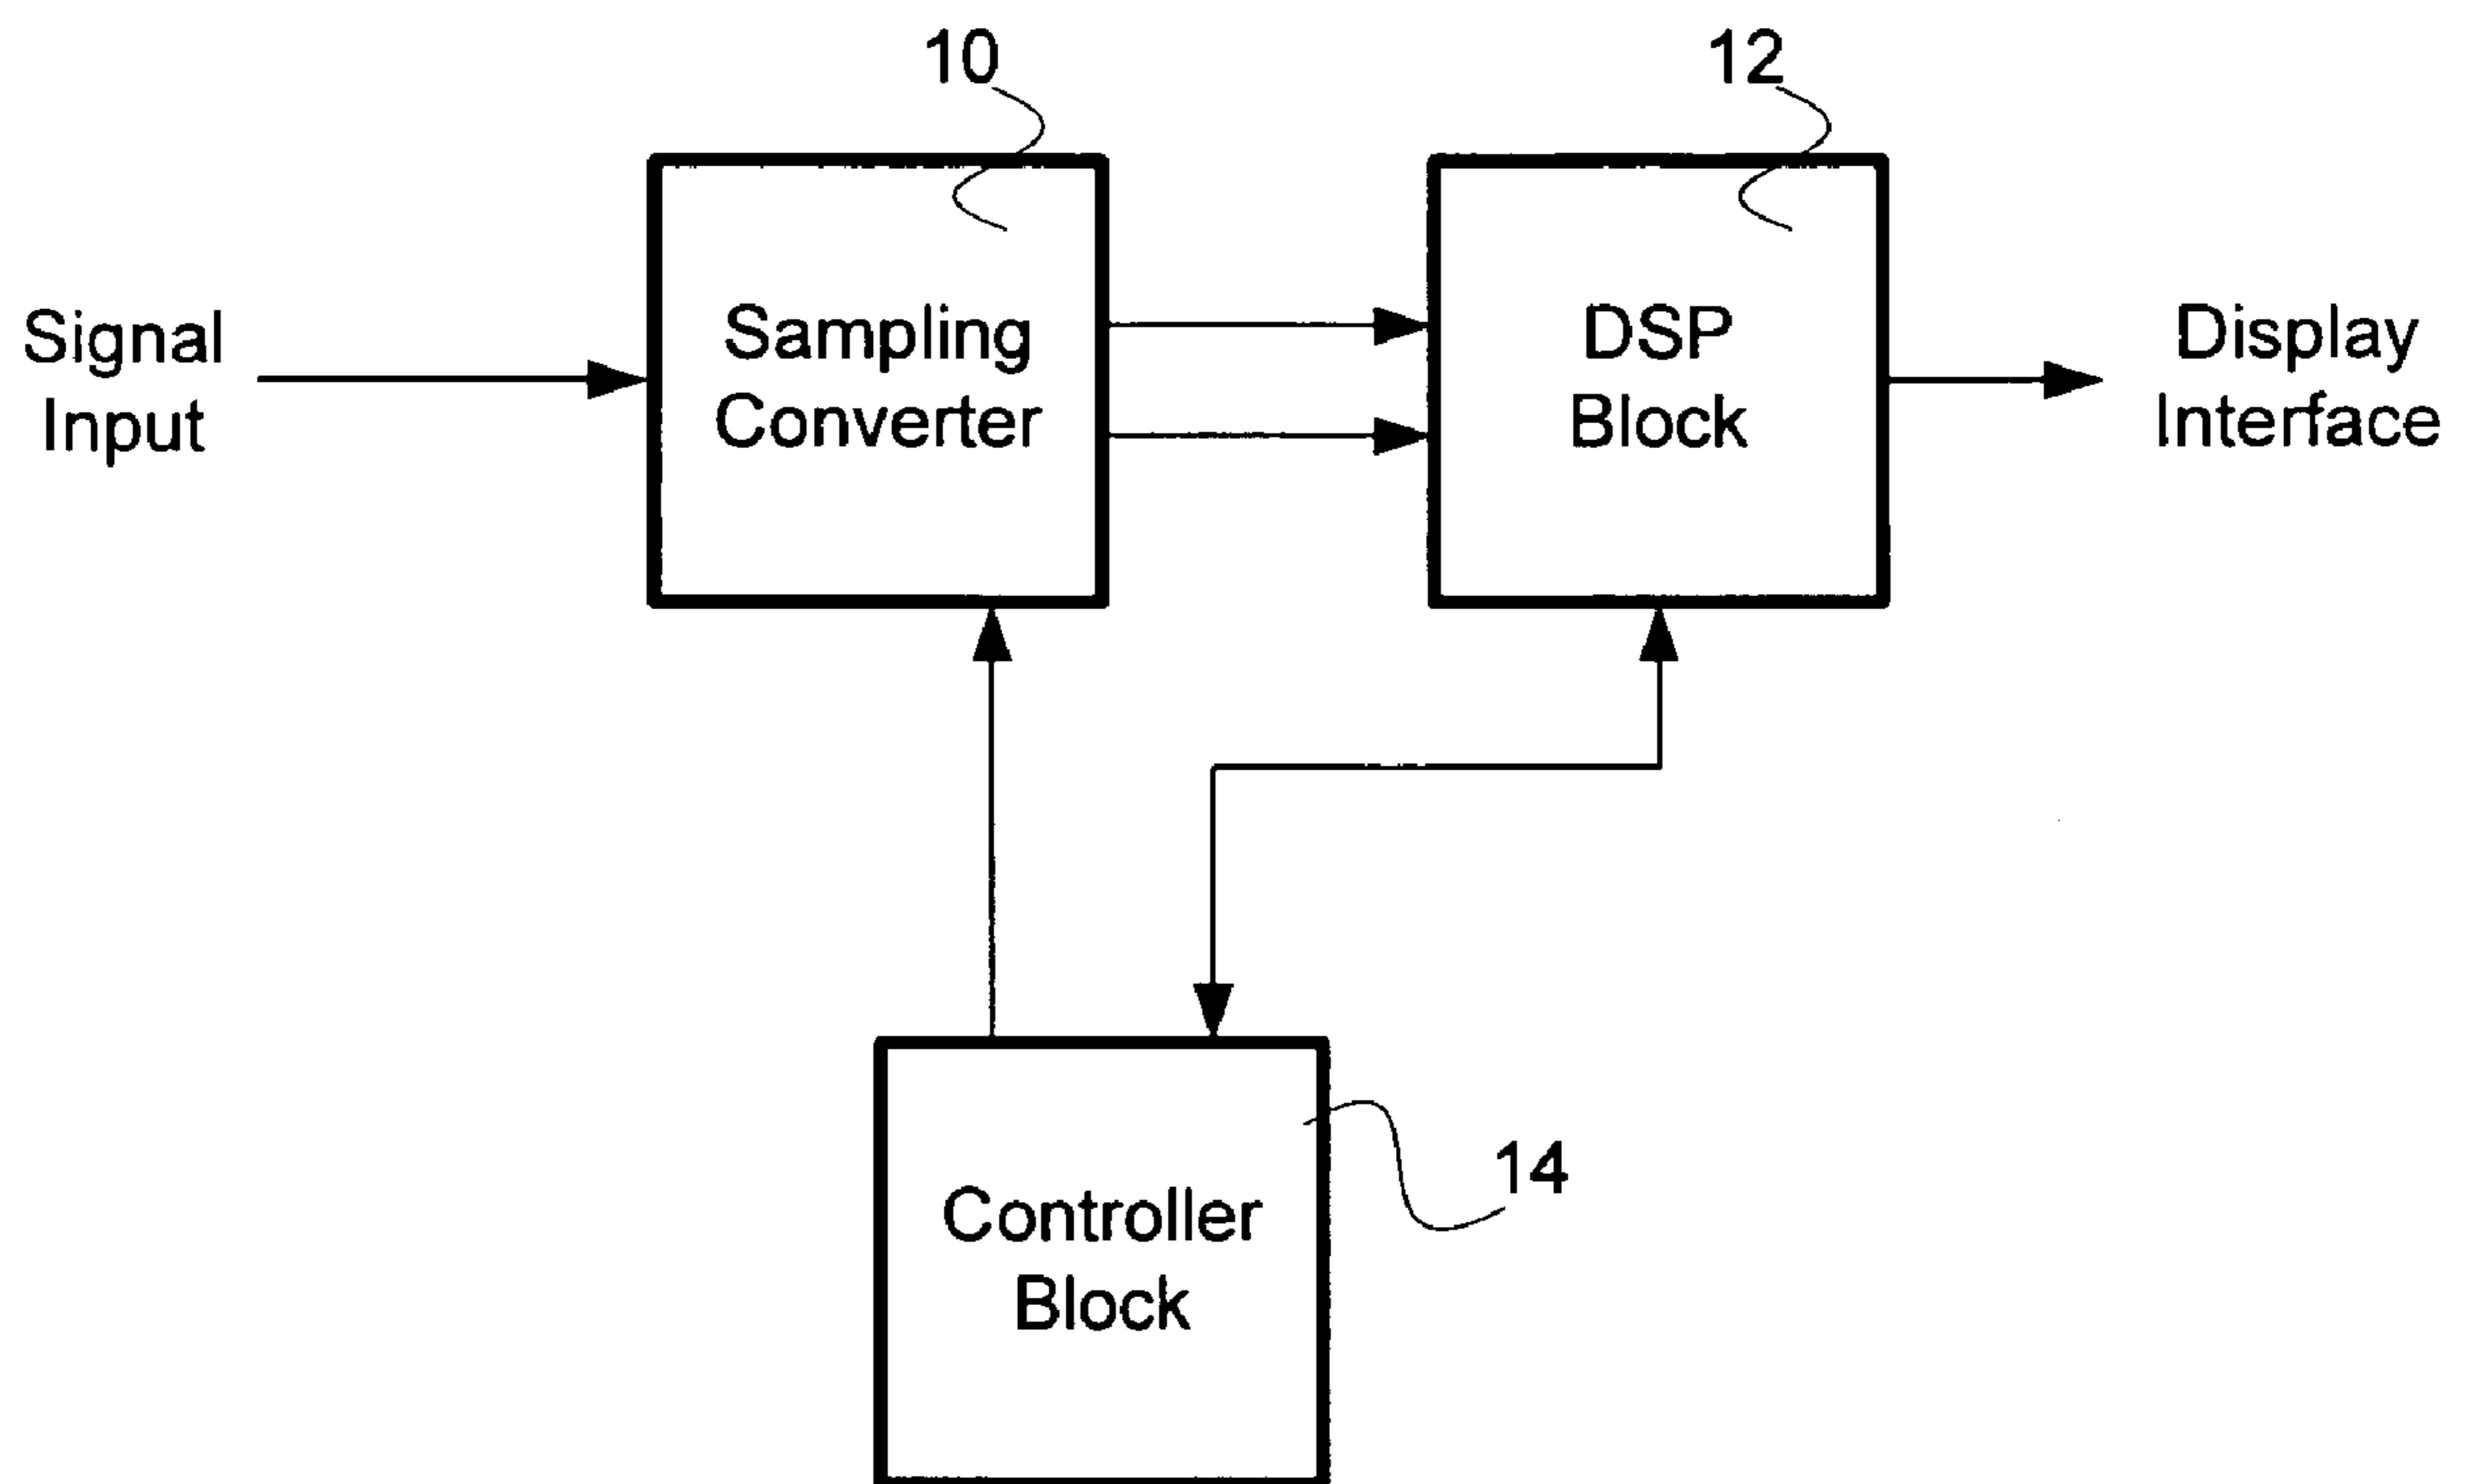 10
12
Signal
Input
Sampling
Converter
DSP
Block
Display
Interface
14
Controller
Block